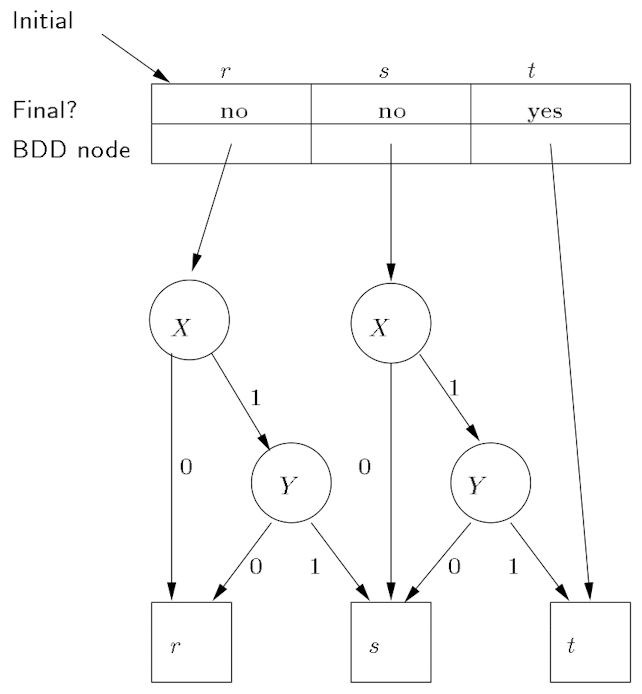 Initial
r s t
Final? no no yes
BDD node
X X
1 1
0 0
Y Y
0 1 0 1
r s t